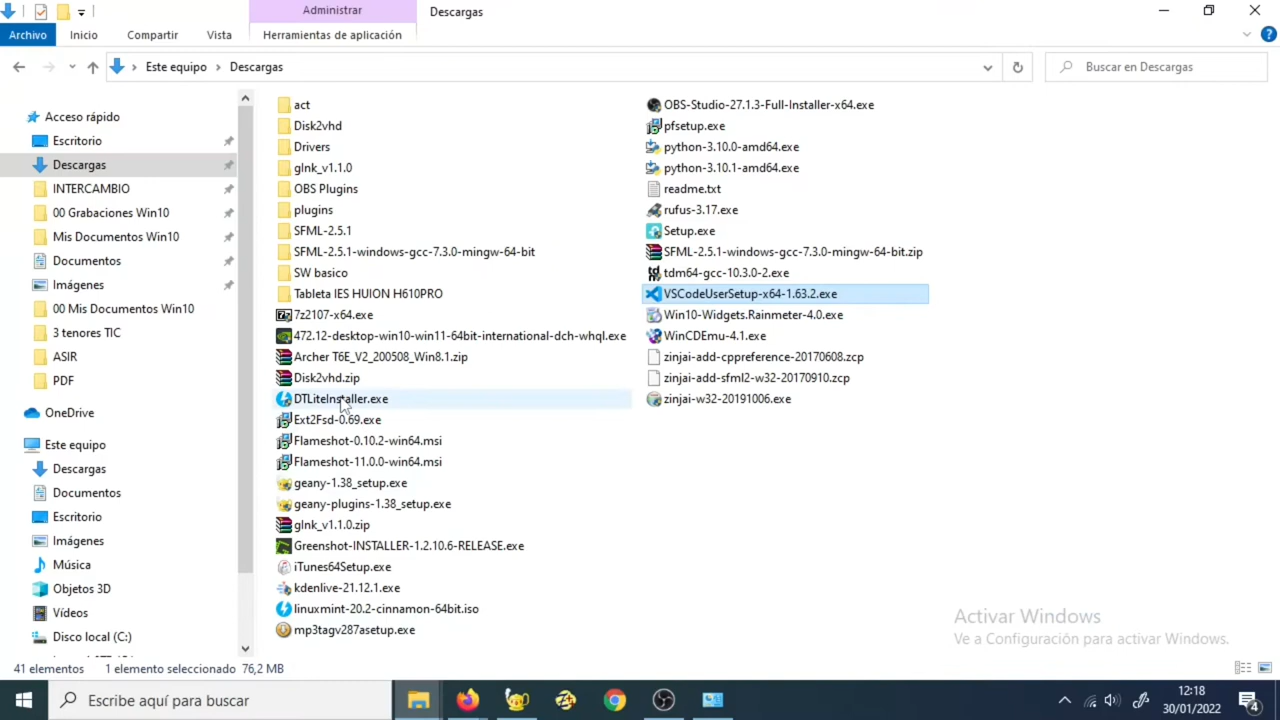 Administrar
Descargas
Archivo
Inicio
Compartir
Vista
Herramientas de aplicación
Este equipo
Descargas
Buscar en Descargas
Acceso rápido
Escritorio
Descargas
INTERCAMBIO
00 Grabaciones Win10
Mis Documentos Win10
Documentos
Imágenes
00 Mis Documentos Win10
3 tenores TIC
ASIR
PDF
OneDrive
Este equipo
Descargas
Documentos
Escritorio
Imágenes
Música
Objetos 3D
Vídeos
Disco local (C:)
act
Disk2vhd
Drivers
glnk_v1.1.0
OBS Plugins
plugins
SFML-2.5.1
SFML-2.5.1-windows-gcc-7.3.0-mingw-64-bit
SW basico
Tableta IES HUION H610PRO
7z2107-x64.exe
472.12-desktop-win10-win11-64bit-international-dch-whql.exe
Archer T6E_V2_200508_Win8.1.zip
Disk2vhd.zip
DTLiteInstaller.exe
Ext2Fsd-0.69.exe
Flameshot-0.10.2-win64.msi
Flameshot-11.0.0-win64.msi
geany-1.38_setup.exe
geany-plugins-1.38_setup.exe
glnk_v1.1.0.zip
Greenshot-INSTALLER-1.2.10.6-RELEASE.exe
iTunes64Setup.exe
kdenlive-21.12.1.exe
linuxmint-20.2-cinnamon-64bit.iso
mp3tagv287asetup.exe
OBS-Studio-27.1.3-Full-Installer-x64.exe
pfsetup.exe
python-3.10.0-amd64.exe
python-3.10.1-amd64.exe
readme.txt
rufus-3.17.exe
Setup.exe
SFML-2.5.1-windows-gcc-7.3.0-mingw-64-bit.zip
tdm64-gcc-10.3.0-2.exe
VSCodeUserSetup-x64-1.63.2.exe
Win10-Widgets.Rainmeter-4.0.exe
WinCDEmu-4.1.exe
zinjai-add-cppreference-20170608.zcp
zinjai-add-sfml2-w32-20170910.zcp
zinjai-w32-20191006.exe
Activar Windows
Ve a Configuración para activar Windows.
41 elementos
1 elemento seleccionado 76,2 MB
Escribe aquí para buscar
12:18
30/01/2022
4